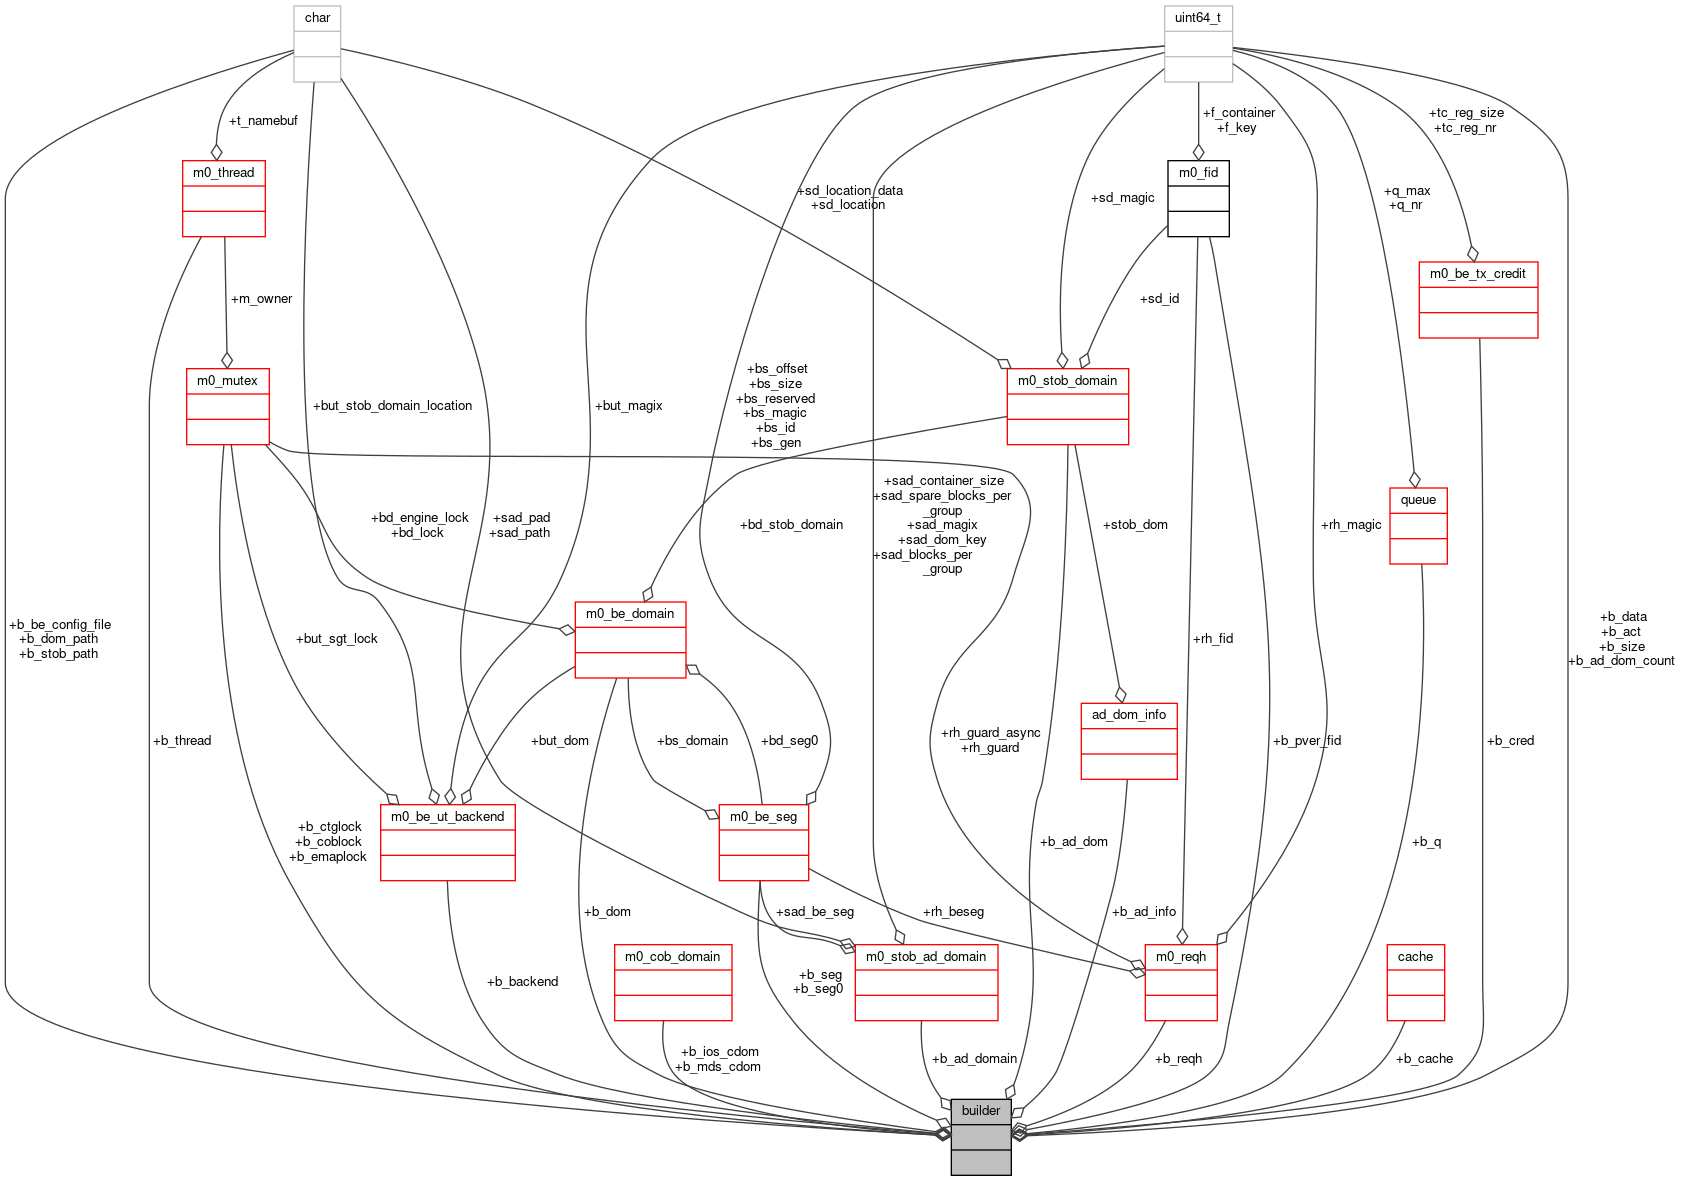 char
uint64_t
+t_namebuf
+f_container
+f_key
+tc_reg_size
+tc_reg_nr
m0_thread
m0_fid
+sd_location_data
+sd_location
+sd_magic
+q_max
+q_nr
m0_be_tx_credit
+m_owner
+sd_id
m0_mutex
m0_stob_domain
+but_stob_domain_location
+but_magix
+bs_offset
+bs_size
+bs_reserved
+bs_magic
+bs_id
+bs_gen
queue
+sad_container_size
+sad_spare_blocks_per
_group
+sad_magix
+sad_dom_key
+sad_blocks_per
_group
+bd_engine_lock
+bd_lock
+sad_pad
+sad_path
+bd_stob_domain
+stob_dom
+rh_magic
m0_be_domain
+b_be_config_file
+b_dom_path
+b_stob_path
+but_sgt_lock
+rh_fid
+b_data
+b_act
+b_size
+b_ad_dom_count
ad_dom_info
+b_thread
+but_dom
+bs_domain
+bd_seg0
+rh_guard_async
+rh_guard
+b_pver_fid
+b_cred
m0_be_ut_backend
m0_be_seg
+b_ctglock
+b_coblock
+b_emaplock
+b_ad_dom
+b_q
+b_dom
+sad_be_seg
+rh_beseg
+b_ad_info
m0_cob_domain
m0_stob_ad_domain
m0_reqh
cache
+b_backend
+b_seg
+b_seg0
+b_ios_cdom
+b_mds_cdom
+b_ad_domain
+b_reqh
+b_cache
builder